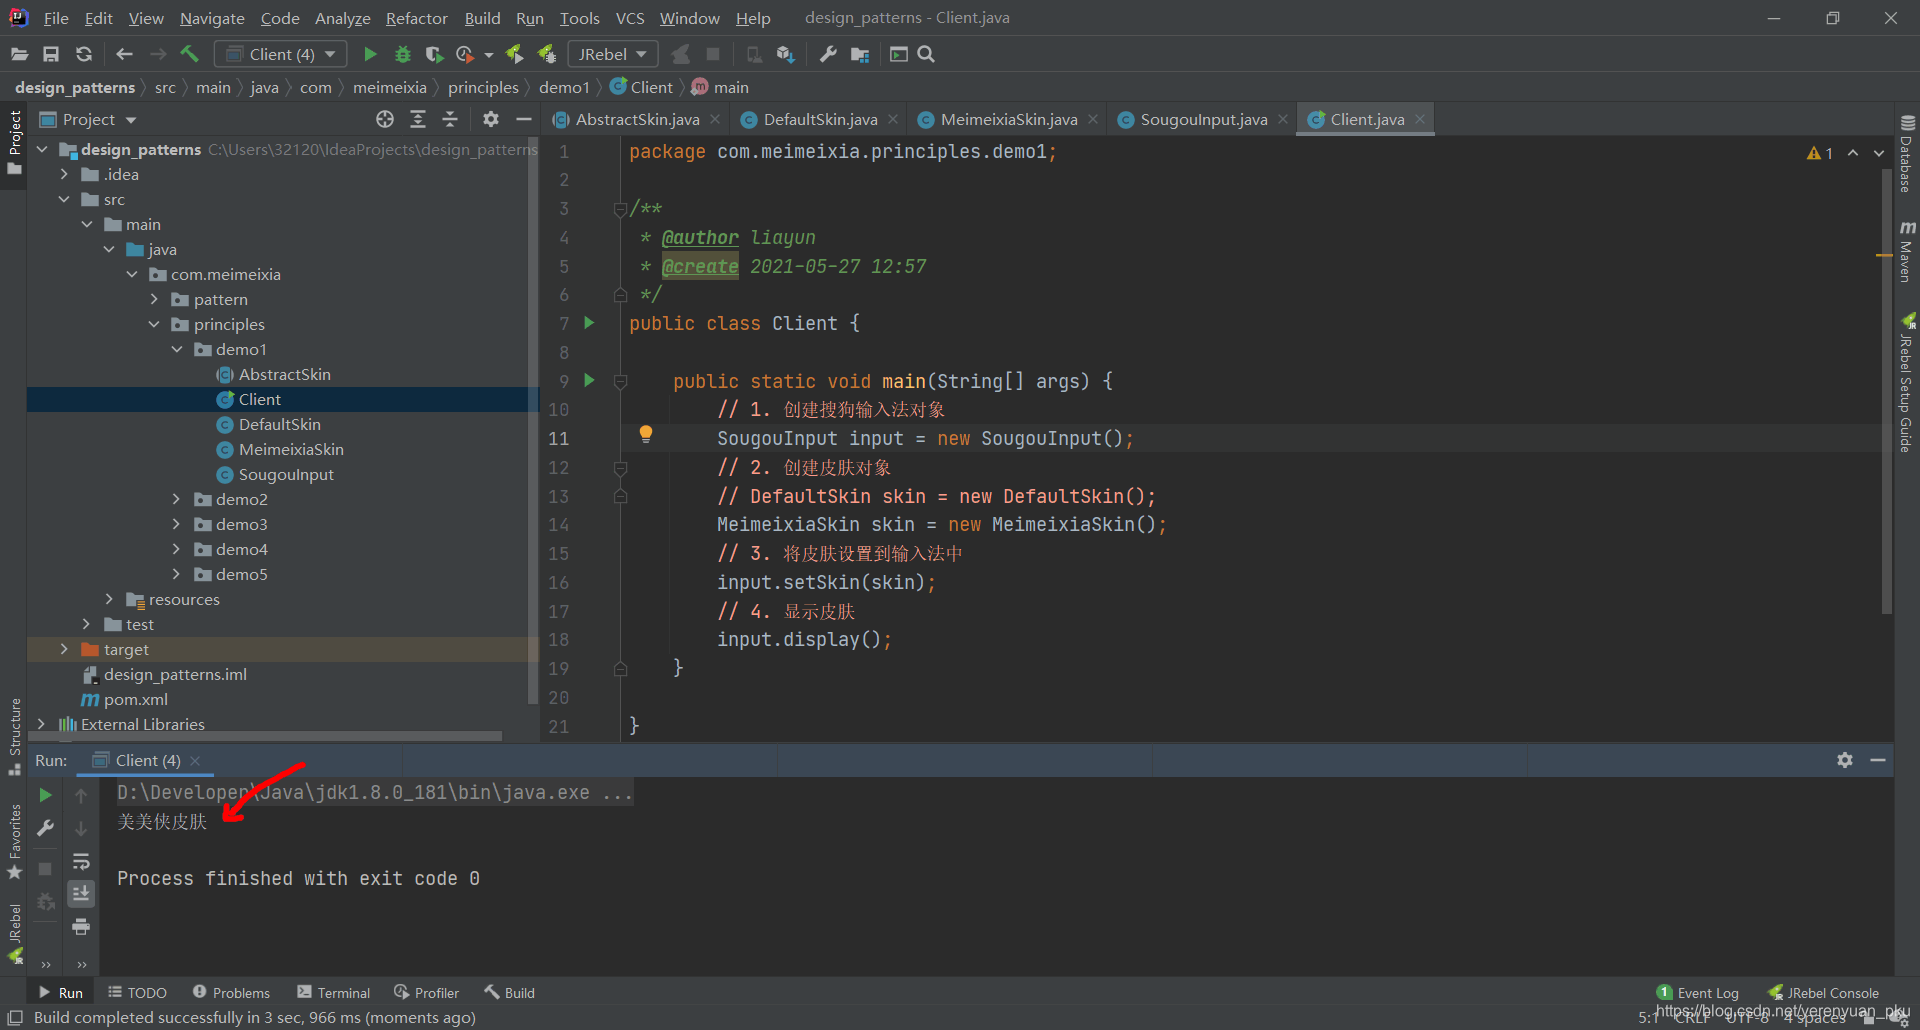 File Edit View Navigate Code Analyze Refactor Build Run Tools VCS Window Help design_patterns - Client.java
Client (4) JRebel
design_patterns src main java com meimeixia principles demo1 Client main
Project
AbstractSkin.java DefaultSkin.java MeimeixiaSkin.java SougouInput.java Client.java
design_patterns C:\Users\32120\IdeaProjects\design_patterns
.idea
src
main
java
com.meimeixia
pattern
principles
demo1
AbstractSkin
Client
DefaultSkin
MeimeixiaSkin
SougouInput
demo2
demo3
demo4
demo5
resources
test
target
design_patterns.iml
pom.xml
External Libraries
1 package com.meimeixia.principles.demo1;
2
3 /**
4 * @author liayun
5 * @create 2021-05-27 12:57
6 */
7 public class Client {
8
9 public static void main(String[] args) {
10 // 1. 创建搜狗输入法对象
11 SougouInput input = new SougouInput();
12 // 2. 创建皮肤对象
13 // DefaultSkin skin = new DefaultSkin();
14 MeimeixiaSkin skin = new MeimeixiaSkin();
15 // 3. 将皮肤设置到输入法中
16 input.setSkin(skin);
17 // 4. 显示皮肤
18 input.display();
19 }
20
21 }
1
Project
Structure
Favorites
JRebel
Database
Maven
JRebel Setup Guide
Run: Client (4)
D:\Developer\Java\jdk1.8.0_181\bin\java.exe ...
美美侠皮肤
Process finished with exit code 0
Run TODO Problems Terminal Profiler Build 1 Event Log JRebel Console
Build completed successfully in 3 sec, 966 ms (moments ago) 5:1 CRLF UTF-8 4 spaces
https://blog.csdn.net/yerenyuan_pku